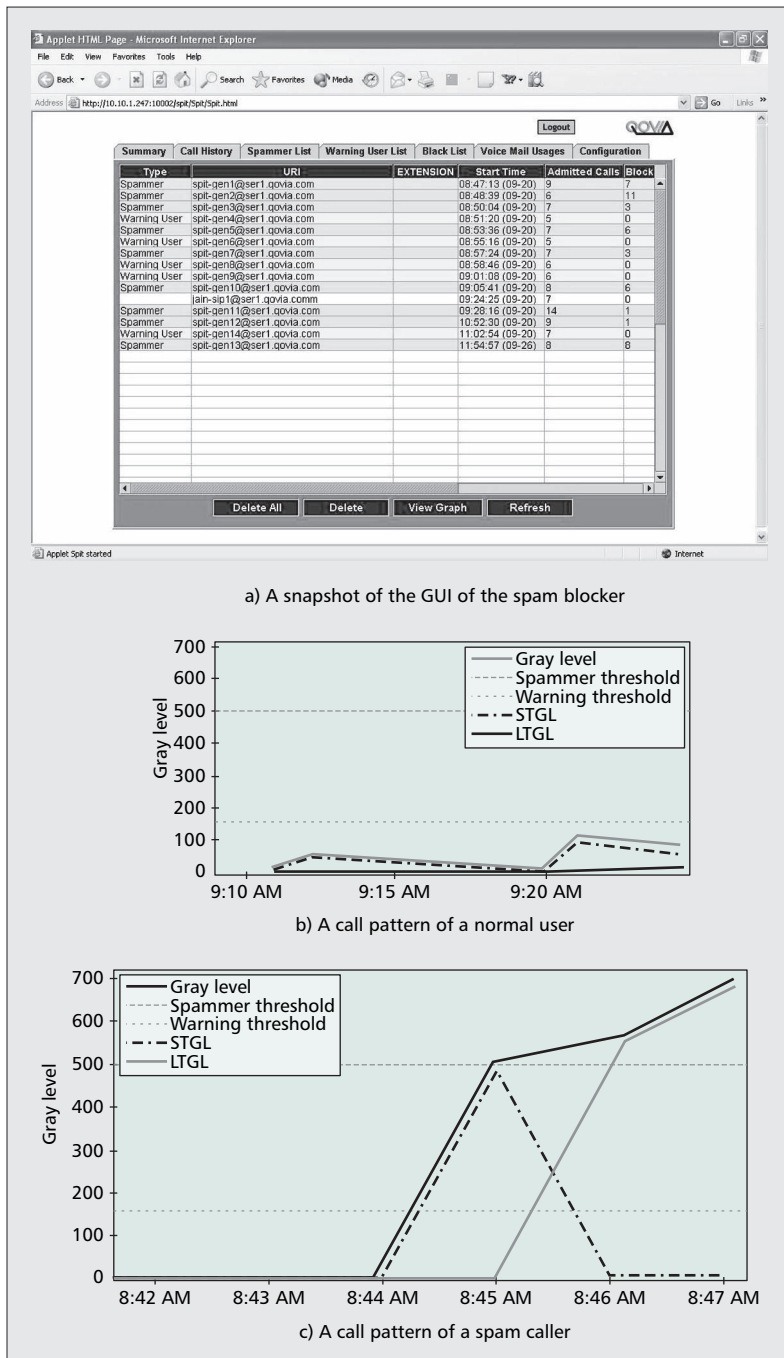 Applet HTML Page - Microsoft Internet Explorer
File Edit View Favorites Tools Help
Back Search Favorites Media
Address http://10.10.1.247:10002/spit/Spit/Spit.html Go Links »
Logout QOVIA
Summary Call History Spammer List Warning User List Black List Voice Mail Usages Configuration
Type URI EXTENSION Start Time Admitted Calls Block
Spammer spit-gen1@ser1.qovia.com 08:47:13 (09-20) 9 7
Spammer spit-gen2@ser1.qovia.com 08:48:39 (09-20) 6 11
Spammer spit-gen3@ser1.qovia.com 08:50:04 (09-20) 7 3
Warning User spit-gen4@ser1.qovia.com 08:51:20 (09-20) 5 0
Spammer spit-gen5@ser1.qovia.com 08:53:36 (09-20) 7 6
Warning User spit-gen6@ser1.qovia.com 08:55:16 (09-20) 5 0
Spammer spit-gen7@ser1.qovia.com 08:57:24 (09-20) 7 3
Warning User spit-gen8@ser1.qovia.com 08:58:46 (09-20) 6 0
Warning User spit-gen9@ser1.qovia.com 09:01:08 (09-20) 6 0
Spammer spit-gen10@ser1.qovia.com 09:05:41 (09-20) 8 6
jain-sip1@ser1.qovia.comm 09:24:25 (09-20) 7 0
Spammer spit-gen11@ser1.qovia.com 09:28:16 (09-20) 14 1
Spammer spit-gen12@ser1.qovia.com 10:52:30 (09-20) 9 1
Warning User spit-gen14@ser1.qovia.com 11:02:54 (09-20) 7 0
Spammer spit-gen13@ser1.qovia.com 11:54:57 (09-26) 8 8
Delete All Delete View Graph Refresh
Applet Spit started Internet
a) A snapshot of the GUI of the spam blocker
Gray level
700
600
500
400
300
200
100
0
Gray level
Spammer threshold
Warning threshold
STGL
LTGL
9:10 AM 9:15 AM 9:20 AM
b) A call pattern of a normal user
Gray level
700
600
500
400
300
200
100
0
Gray level
Spammer threshold
Warning threshold
STGL
LTGL
8:42 AM 8:43 AM 8:44 AM 8:45 AM 8:46 AM 8:47 AM
c) A call pattern of a spam caller